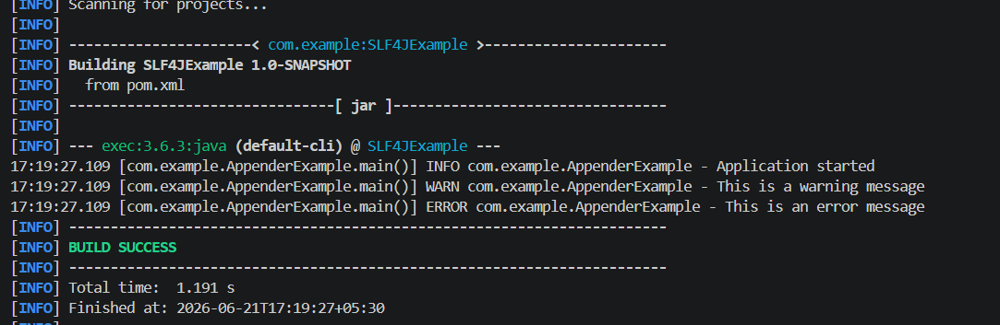 [INFO] Scanning for projects...
[INFO]
[INFO] ----------------------< com.example:SLF4JExample >----------------------
[INFO] Building SLF4JExample 1.0-SNAPSHOT
[INFO]   from pom.xml
[INFO] --------------------------------[ jar ]---------------------------------
[INFO]
[INFO] --- exec:3.6.3:java (default-cli) @ SLF4JExample ---
17:19:27.109 [com.example.AppenderExample.main()] INFO com.example.AppenderExample - Application started
17:19:27.109 [com.example.AppenderExample.main()] WARN com.example.AppenderExample - This is a warning message
17:19:27.109 [com.example.AppenderExample.main()] ERROR com.example.AppenderExample - This is an error message
[INFO] ------------------------------------------------------------------------
[INFO] BUILD SUCCESS
[INFO] ------------------------------------------------------------------------
[INFO] Total time:  1.191 s
[INFO] Finished at: 2026-06-21T17:19:27+05:30